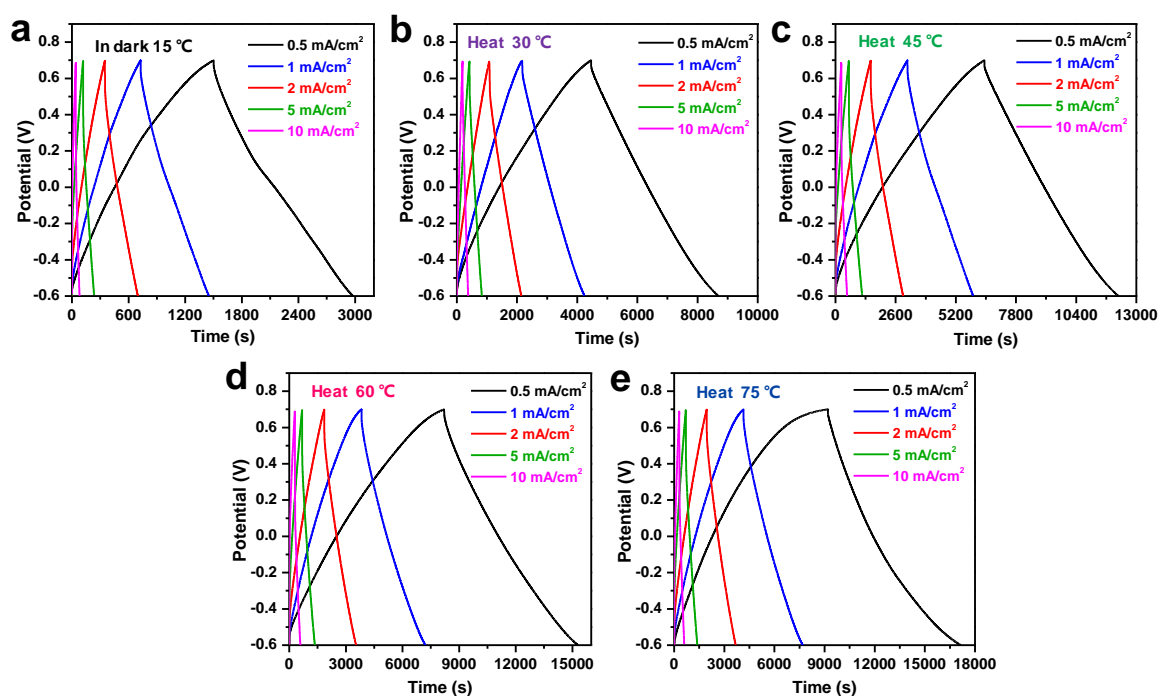 a
In dark 15 ℃
0.5 mA/cm²
1 mA/cm²
2 mA/cm²
5 mA/cm²
10 mA/cm²
0.8
0.6
0.4
0.2
0.0
-0.2
-0.4
-0.6
Potential (V)
0 600 1200 1800 2400 3000
Time (s)
b
Heat 30 ℃
0.5 mA/cm²
1 mA/cm²
2 mA/cm²
5 mA/cm²
10 mA/cm²
0.8
0.6
0.4
0.2
0.0
-0.2
-0.4
-0.6
Potential (V)
0 2000 4000 6000 8000 10000
Time (s)
c
Heat 45 ℃
0.5 mA/cm²
1 mA/cm²
2 mA/cm²
5 mA/cm²
10 mA/cm²
0.8
0.6
0.4
0.2
0.0
-0.2
-0.4
-0.6
Potential (V)
0 2600 5200 7800 10400 13000
Time (s)
d
Heat 60 ℃
0.5 mA/cm²
1 mA/cm²
2 mA/cm²
5 mA/cm²
10 mA/cm²
0.8
0.6
0.4
0.2
0.0
-0.2
-0.4
-0.6
Potential (V)
0 3000 6000 9000 12000 15000
Time (s)
e
Heat 75 ℃
0.5 mA/cm²
1 mA/cm²
2 mA/cm²
5 mA/cm²
10 mA/cm²
0.8
0.6
0.4
0.2
0.0
-0.2
-0.4
-0.6
Potential (V)
0 3000 6000 9000 12000 15000 18000
Time (s)